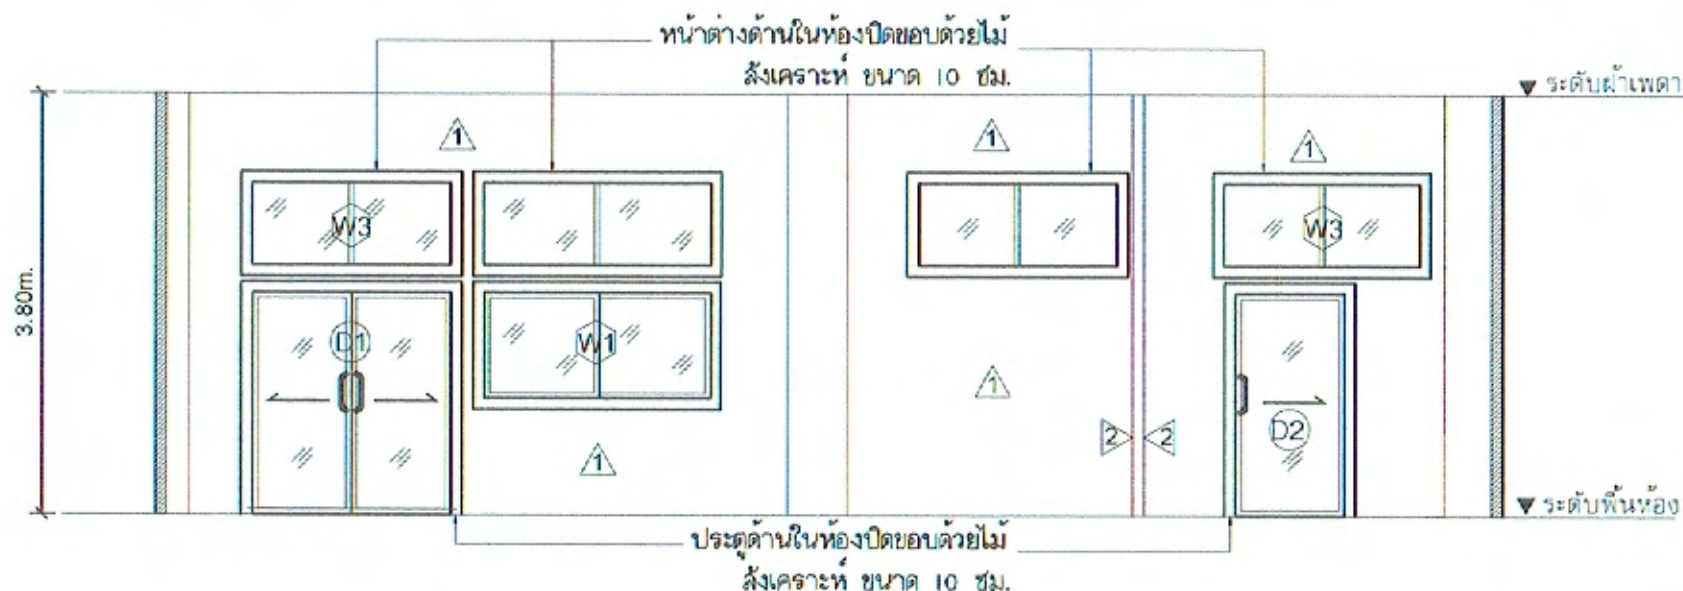 หน้าต่างด้านในห้องปิดขอบด้วยไม้
สังเคราะห์ ขนาด 10 ซม.
ระดับฝ้าเพดา
1
1
1
W3
W3
3.80m.
D1
W1
1
2
2
D2
1
ระดับพื้นห้อง
ประตูด้านในห้องปิดขอบด้วยไม้
สังเคราะห์ ขนาด 10 ซม.